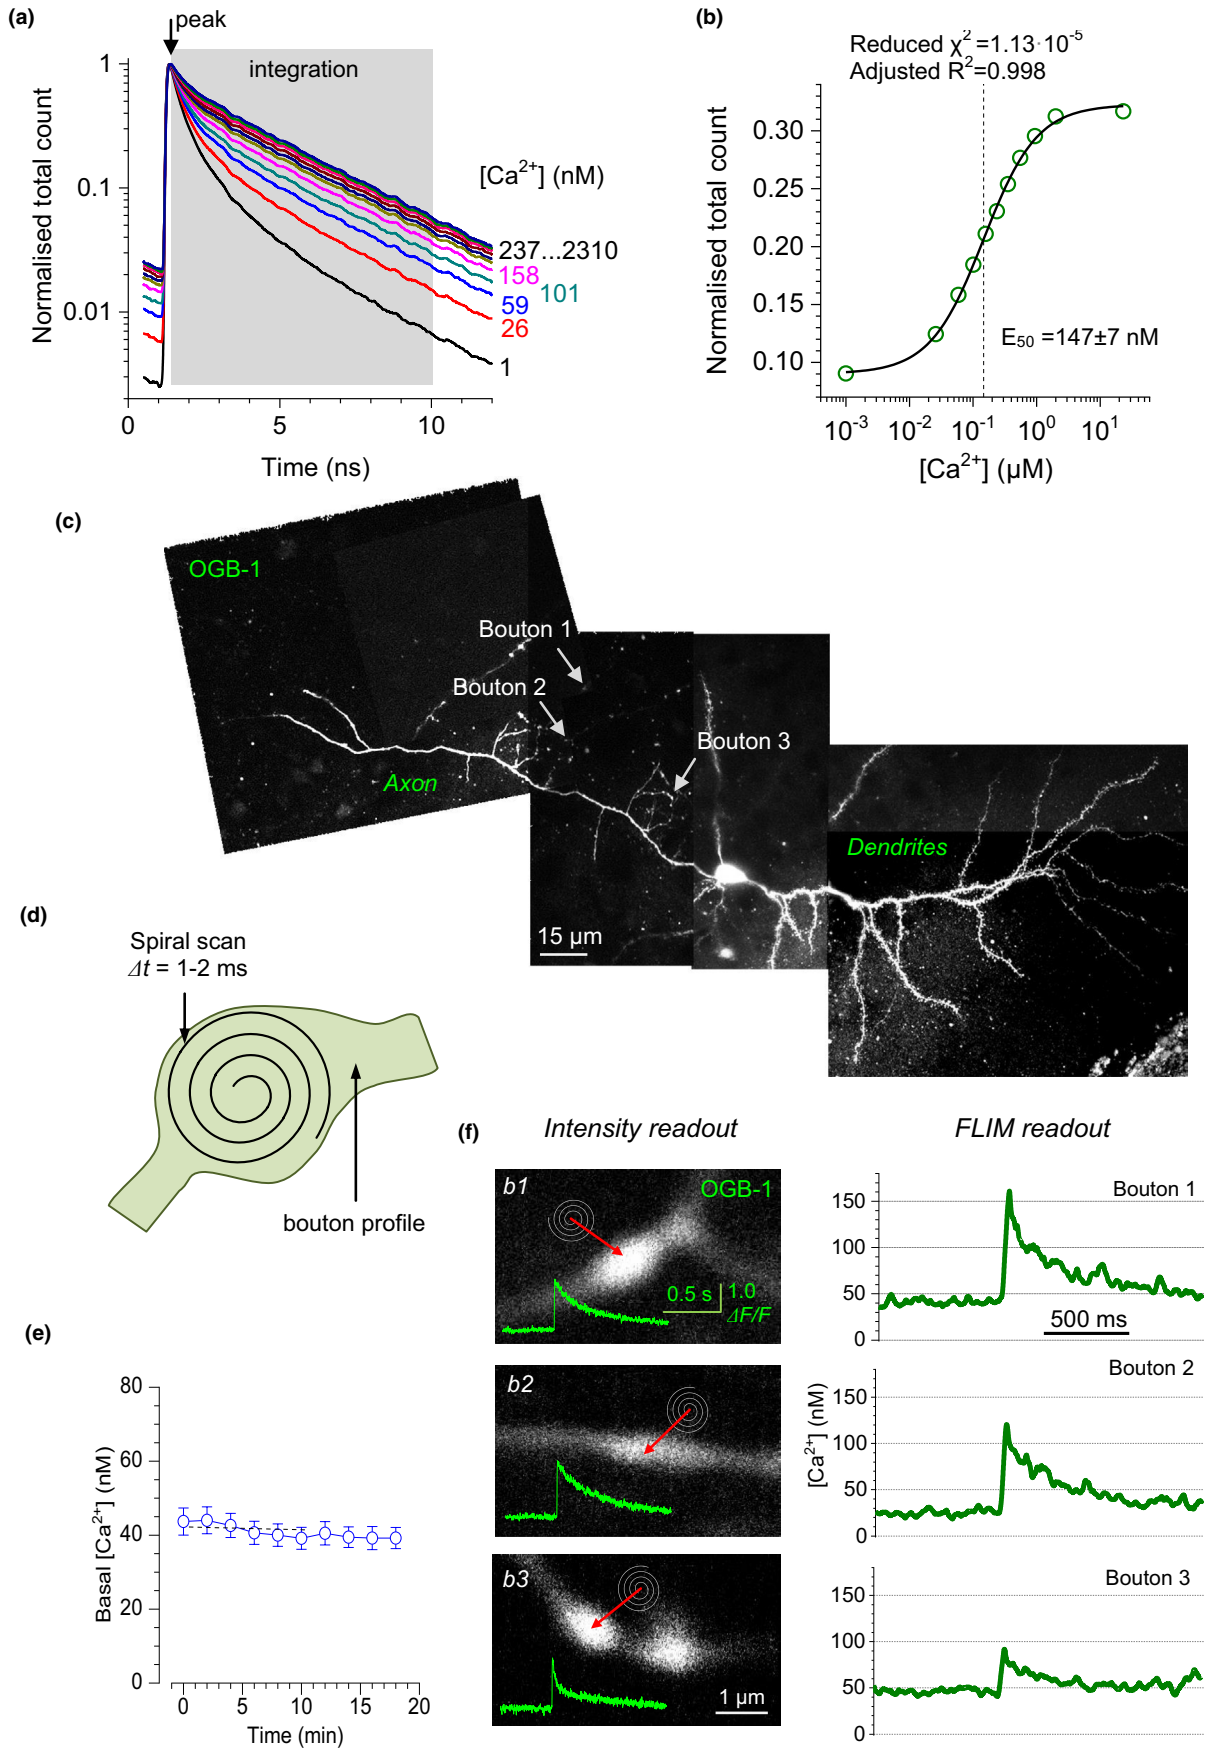 (a)
peak
integration
Normalised total count
1
0.1
0.01
0
5
10
Time (ns)
[Ca²⁺] (nM)
237...2310
158
101
59
26
1
(b)
Reduced χ² =1.13·10⁻⁵
Adjusted R²=0.998
Normalised total count
0.30
0.25
0.20
0.15
0.10
E₅₀ =147±7 nM
10⁻³ 10⁻² 10⁻¹ 10⁰ 10¹
[Ca²⁺] (µM)
(c)
OGB-1
Bouton 1
Bouton 2
Bouton 3
Axon
Dendrites
15 µm
(d)
Spiral scan
Δt = 1-2 ms
bouton profile
(e)
Basal [Ca²⁺] (nM)
80
60
40
20
0
0 5 10 15 20
Time (min)
(f)
Intensity readout
FLIM readout
b1
OGB-1
0.5 s
1.0
ΔF/F
b2
b3
1 µm
Bouton 1
150
100
50
0
500 ms
Bouton 2
[Ca²⁺] (nM)
150
100
50
0
Bouton 3
150
100
50
0